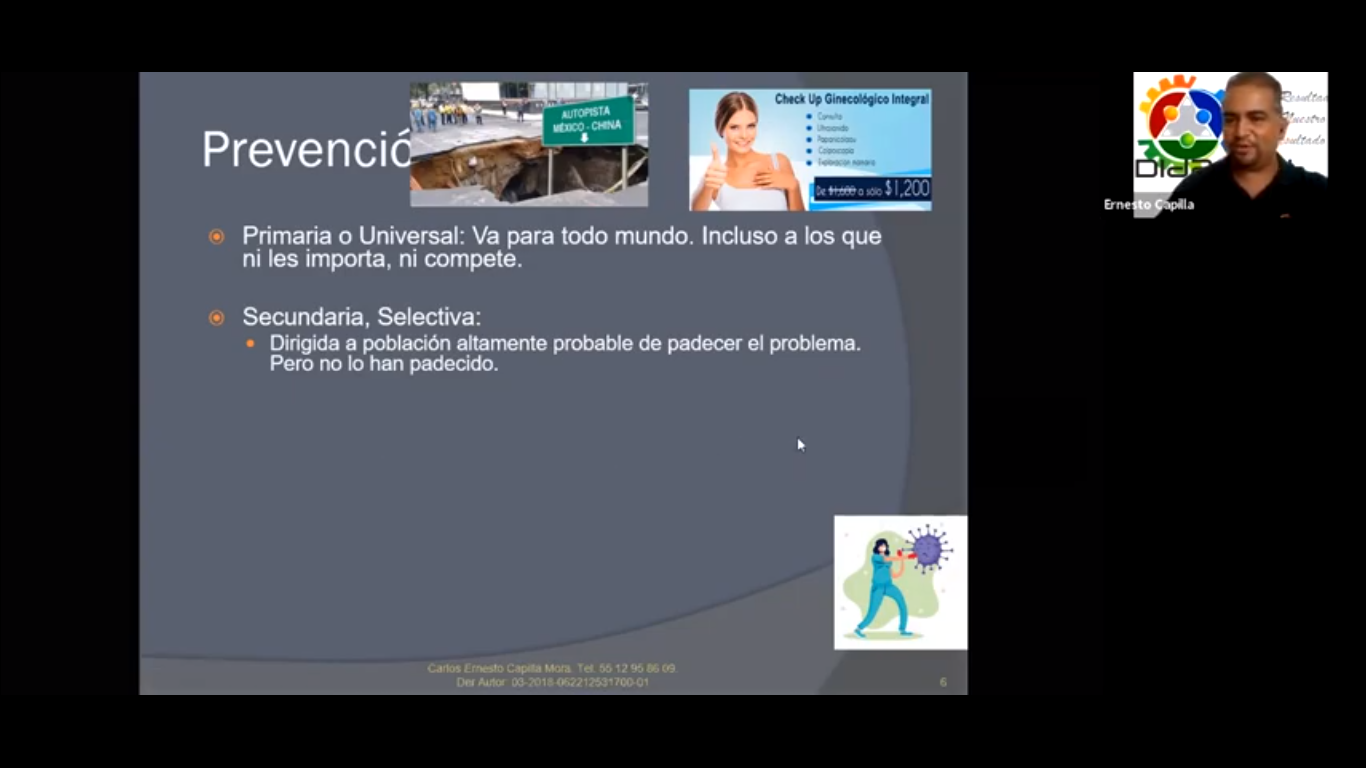 Prevenció
AUTOPISTA
MÉXICO - CHINA
Check Up Ginecológico Integral
Consulta
Ultrasonido
Papanicolaou
Colposcopía
Exploración mamaria
De $1,600 a sólo $1,200
Primaria o Universal: Va para todo mundo. Incluso a los que
ni les importa, ni compete.
Secundaria, Selectiva:
Dirigida a población altamente probable de padecer el problema.
Pero no lo han padecido.
Carlos Ernesto Capilla Mora. Tel. 55 12 95 86 09.
Der Autor: 03-2018-062212531700-01
6
Ernesto Capilla